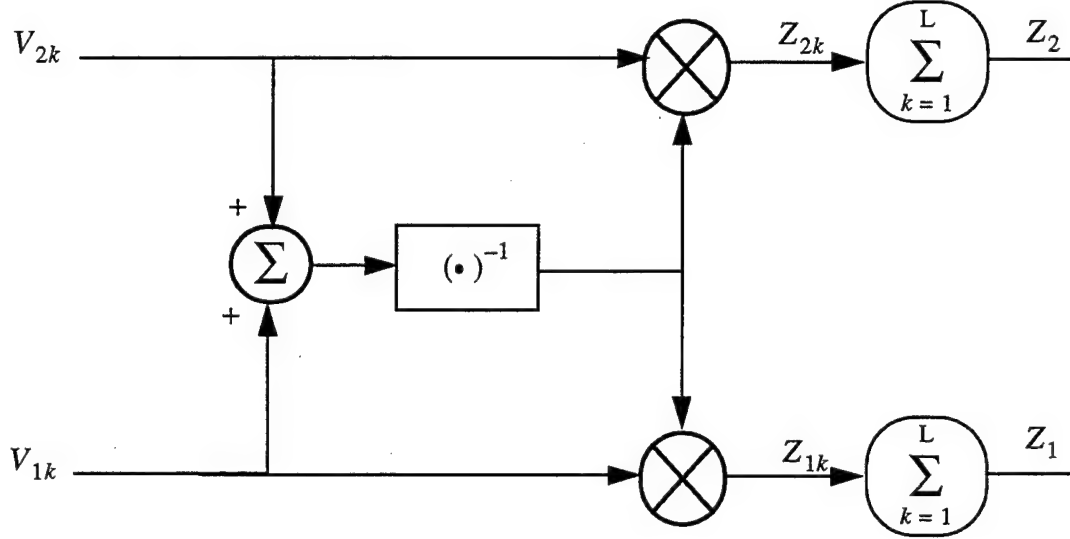 V₂ₖ
Z₂ₖ
L
∑
k = 1
Z₂
+
Σ
(•)⁻¹
+
V₁ₖ
Z₁ₖ
L
∑
k = 1
Z₁